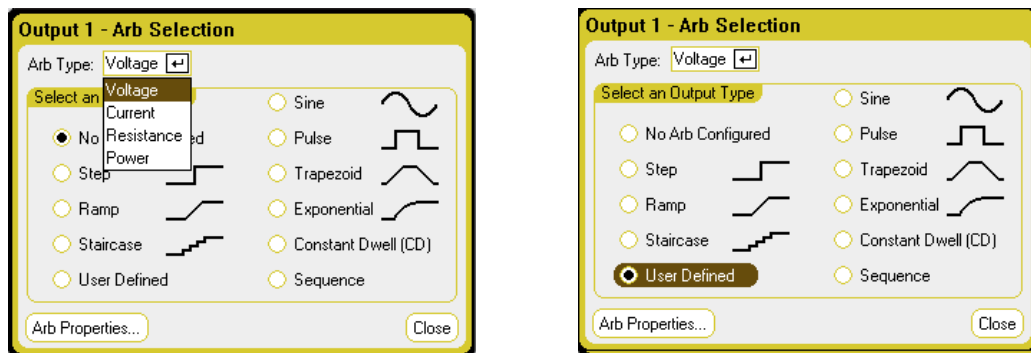 Output 1 - Arb Selection
Arb Type: Voltage
Voltage
Current
Resistance
Power
Select an
No
Step
Ramp
Staircase
User Defined
Sine
Pulse
Trapezoid
Exponential
Constant Dwell (CD)
Sequence
Arb Properties...
Close
Output 1 - Arb Selection
Arb Type: Voltage
Select an Output Type
No Arb Configured
Step
Ramp
Staircase
User Defined
Sine
Pulse
Trapezoid
Exponential
Constant Dwell (CD)
Sequence
Arb Properties...
Close